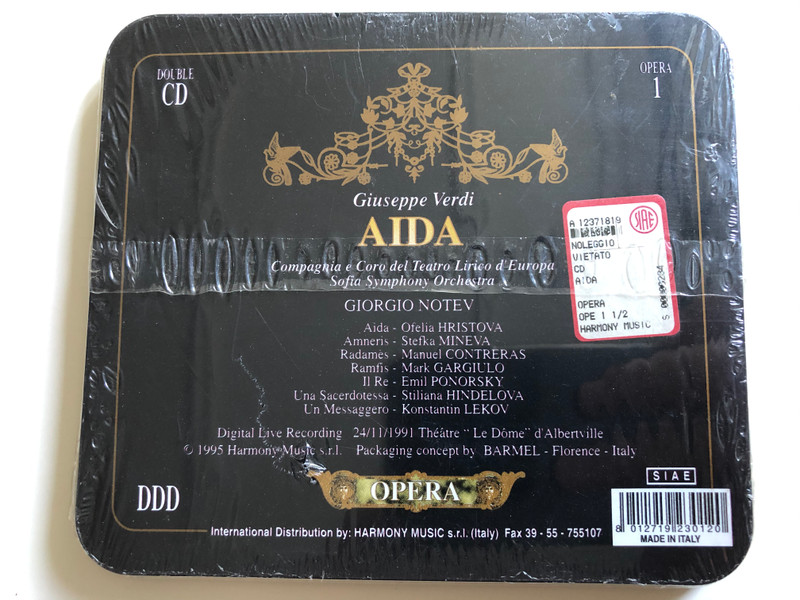 DOUBLE
CD
OPERA
1
Giuseppe Verdi
AIDA
Compagnia e Coro del Teatro Lirico d'Europa
Sofia Symphony Orchestra
GIORGIO NOTEV
Aida - Ofelia HRISTOVA
Amneris - Stefka MINEVA
Radamès - Manuel CONTRERAS
Ramfis - Mark GARGIULO
Il Re - Emil PONORSKY
Una Sacerdotessa - Stiliana HINDELOVA
Un Messaggero - Konstantin LEKOV
Digital Live Recording 24/11/1991 Théâtre " Le Dôme" d'Albertville
© 1995 Harmony Music s.r.l. Packaging concept by BARMEL - Florence - Italy
DDD
OPERA
International Distribution by: HARMONY MUSIC s.r.l. (Italy) Fax 39 - 55 - 755107
A 12371819
NOLEGGIO
VIETATO
CD
AIDA
OPERA
OPE 1 1/2
HARMONY MUSIC
SIAE
8 012719 230120
MADE IN ITALY